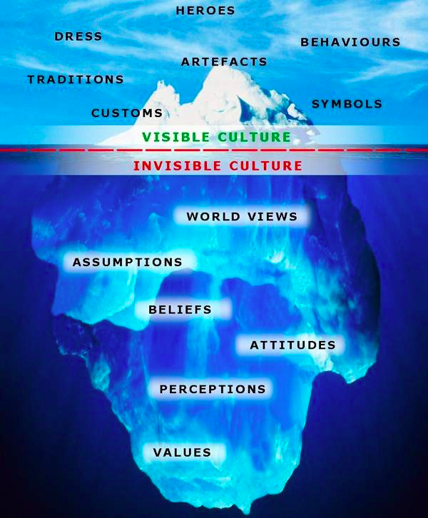 HEROES
DRESS
BEHAVIOURS
ARTEFACTS
TRADITIONS
SYMBOLS
CUSTOMS
VISIBLE CULTURE
INVISIBLE CULTURE
WORLD VIEWS
ASSUMPTIONS
BELIEFS
ATTITUDES
PERCEPTIONS
VALUES